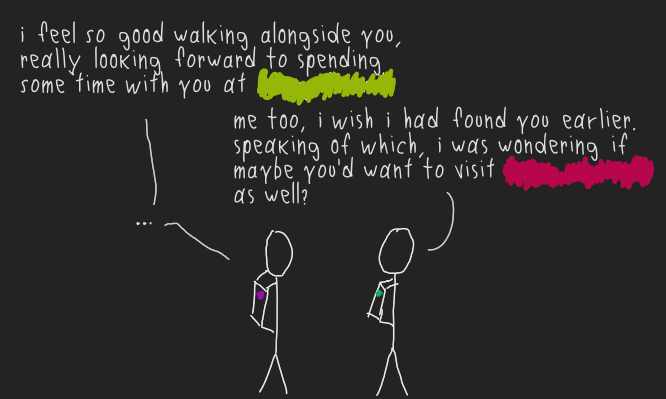 i feel so good walking alongside you,
really looking forward to spending
some time with you at
me too, i wish i had found you earlier.
speaking of which, i was wondering if
maybe you'd want to visit
as well?
...